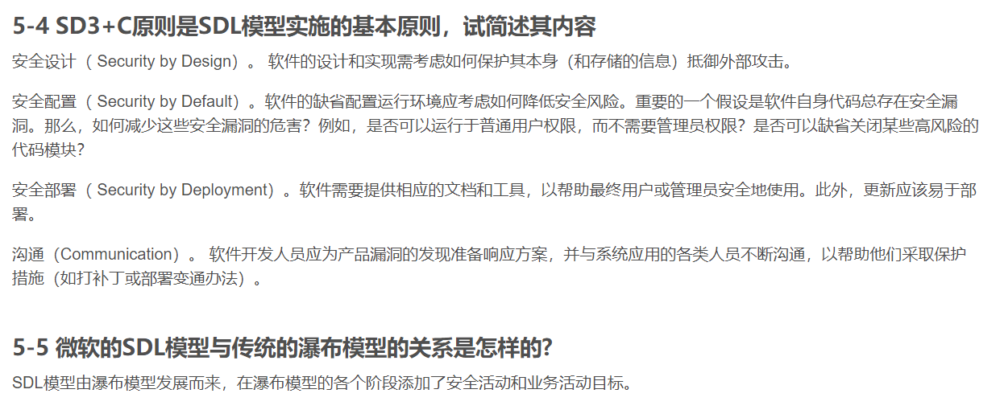 5-4 SD3+C原则是SDL模型实施的基本原则，试简述其内容
安全设计（ Security by Design）。 软件的设计和实现需考虑如何保护其本身（和存储的信息）抵御外部攻击。
安全配置（ Security by Default）。软件的缺省配置运行环境应考虑如何降低安全风险。重要的一个假设是软件自身代码总存在安全漏
洞。那么，如何减少这些安全漏洞的危害？例如，是否可以运行于普通用户权限，而不需要管理员权限？是否可以缺省关闭某些高风险的
代码模块？
安全部署（ Security by Deployment）。软件需要提供相应的文档和工具，以帮助最终用户或管理员安全地使用。此外，更新应该易于部
署。
沟通（Communication）。 软件开发人员应为产品漏洞的发现准备响应方案，并与系统应用的各类人员不断沟通，以帮助他们采取保护
措施（如打补丁或部署变通办法）。
5-5 微软的SDL模型与传统的瀑布模型的关系是怎样的?
SDL模型由瀑布模型发展而来，在瀑布模型的各个阶段添加了安全活动和业务活动目标。